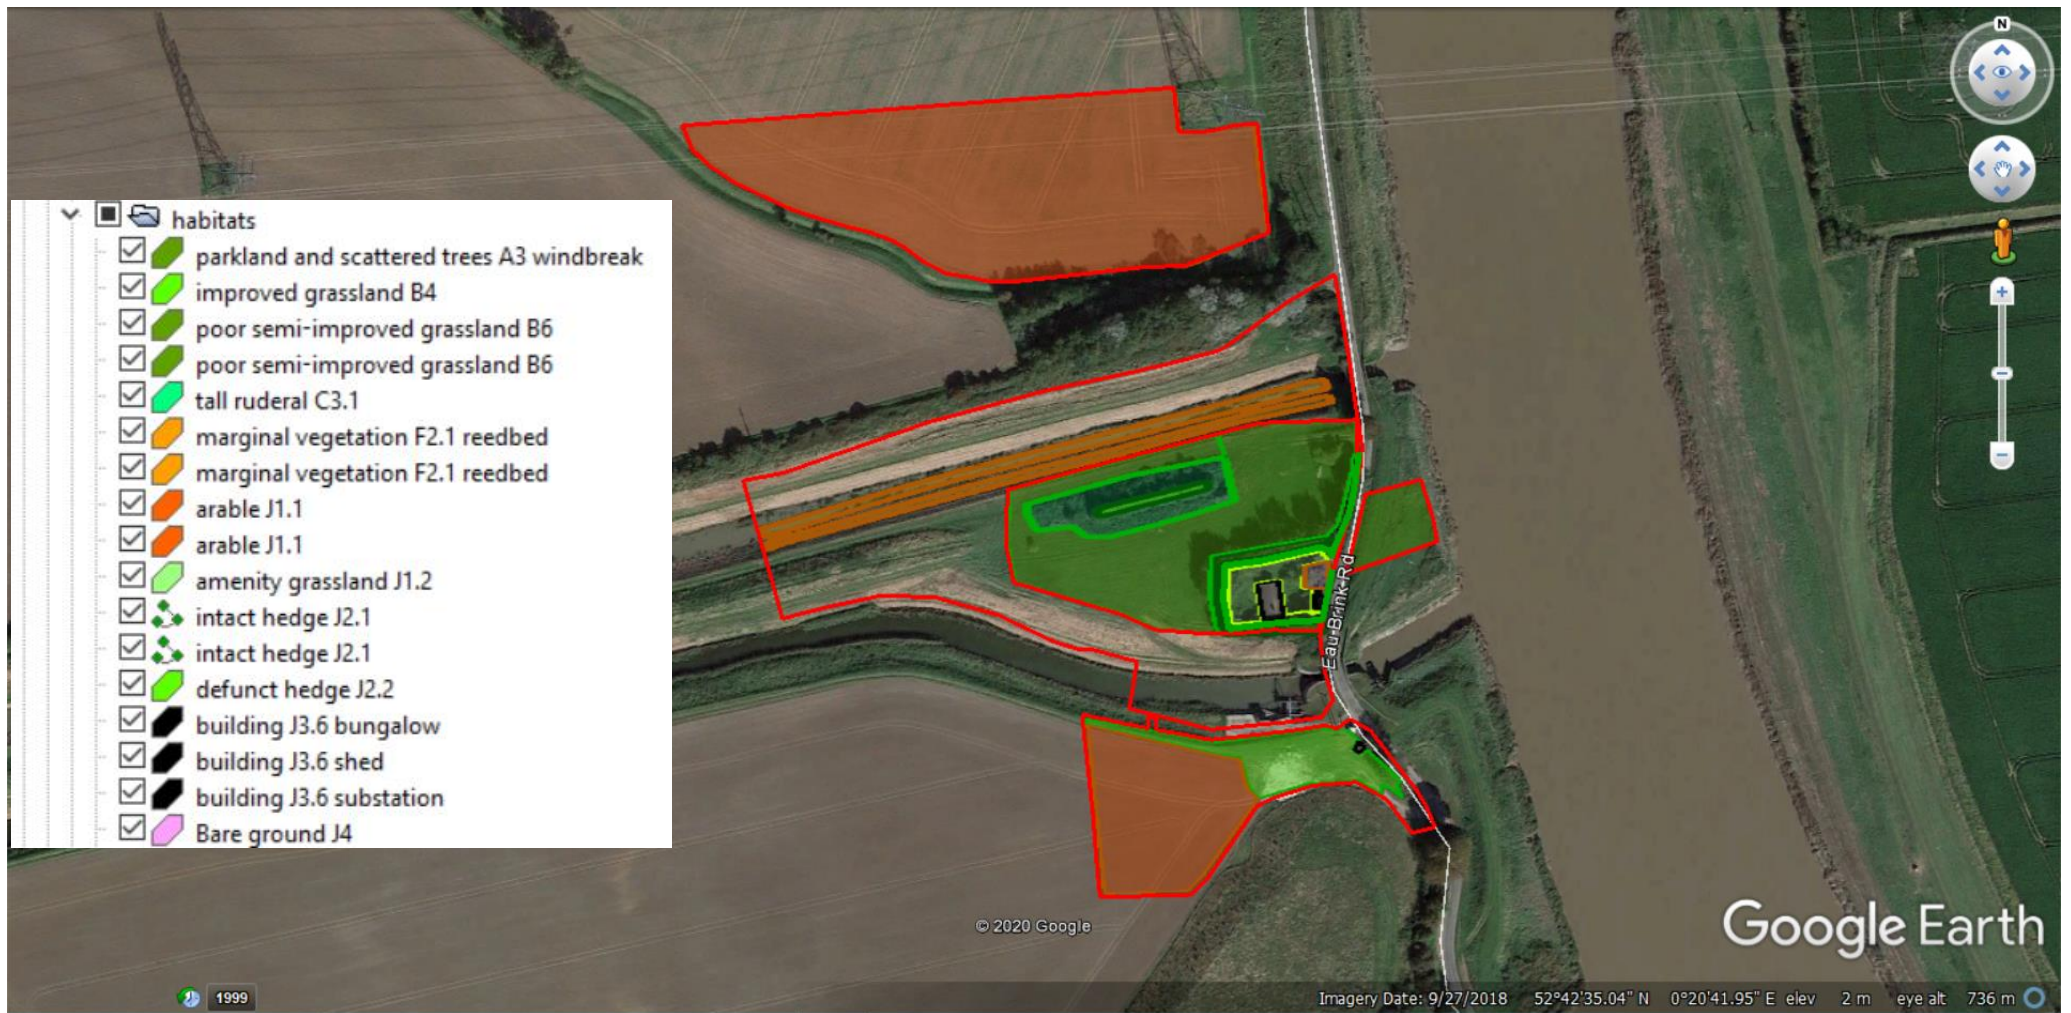 N
habitats
parkland and scattered trees A3 windbreak
improved grassland B4
poor semi-improved grassland B6
poor semi-improved grassland B6
tall ruderal C3.1
marginal vegetation F2.1 reedbed
marginal vegetation F2.1 reedbed
arable J1.1
arable J1.1
amenity grassland J1.2
intact hedge J2.1
intact hedge J2.1
defunct hedge J2.2
building J3.6 bungalow
building J3.6 shed
building J3.6 substation
Bare ground J4
Eau-Brink-Rd
© 2020 Google
Google Earth
1999
Imagery Date: 9/27/2018 52°42'35.04" N 0°20'41.95" E elev 2 m eye alt 736 m